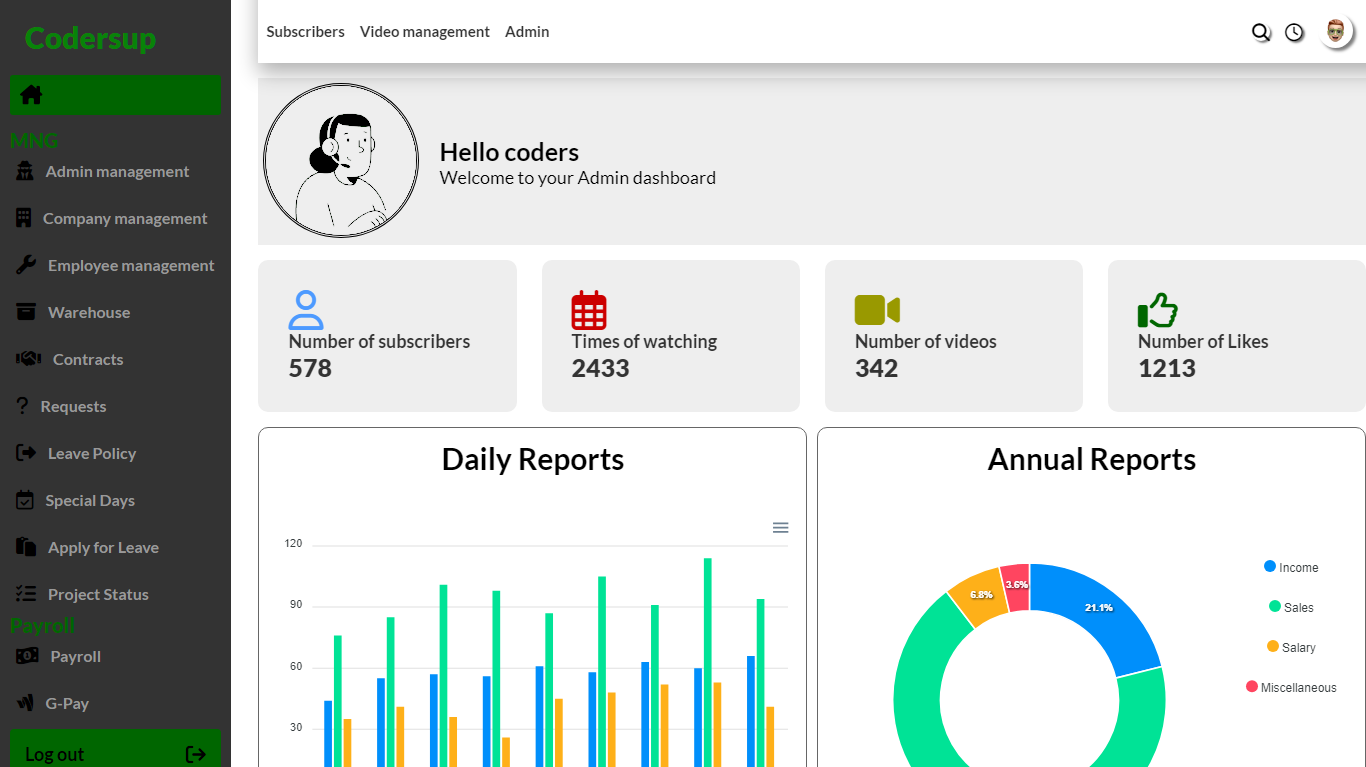 Codersup
Subscribers Video management Admin
MNG
Admin management
Company management
Employee management
Warehouse
Contracts
Requests
Leave Policy
Special Days
Apply for Leave
Project Status
Payroll
Payroll
G-Pay
Log out
Hello coders
Welcome to your Admin dashboard
Number of subscribers
578
Times of watching
2433
Number of videos
342
Number of Likes
1213
Daily Reports
120
90
60
30
Annual Reports
6.8%
3.6%
21.1%
Income
Sales
Salary
Miscellaneous